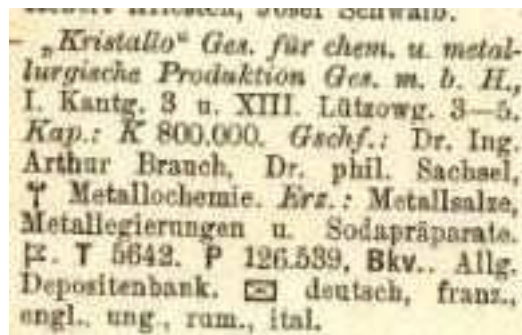 Josef Schwalb.
— „Kristallo“ Ges. für chem. u. metal-
lurgische Produktion Ges. m. b. H.,
I. Kantg. 3 u. XIII. Lützowg. 3—5.
Kap.: K 800.000. Gschf.: Dr. Ing.
Arthur Branch, Dr. phil. Sachsel,
Metallochemie. Erz.: Metallsalze,
Metallegierungen u. Sodapräparate.
T 5642. P 126.539, Bkv.. Allg.
Depositenbank. deutsch, franz.,
engl., ung., rum., ital.